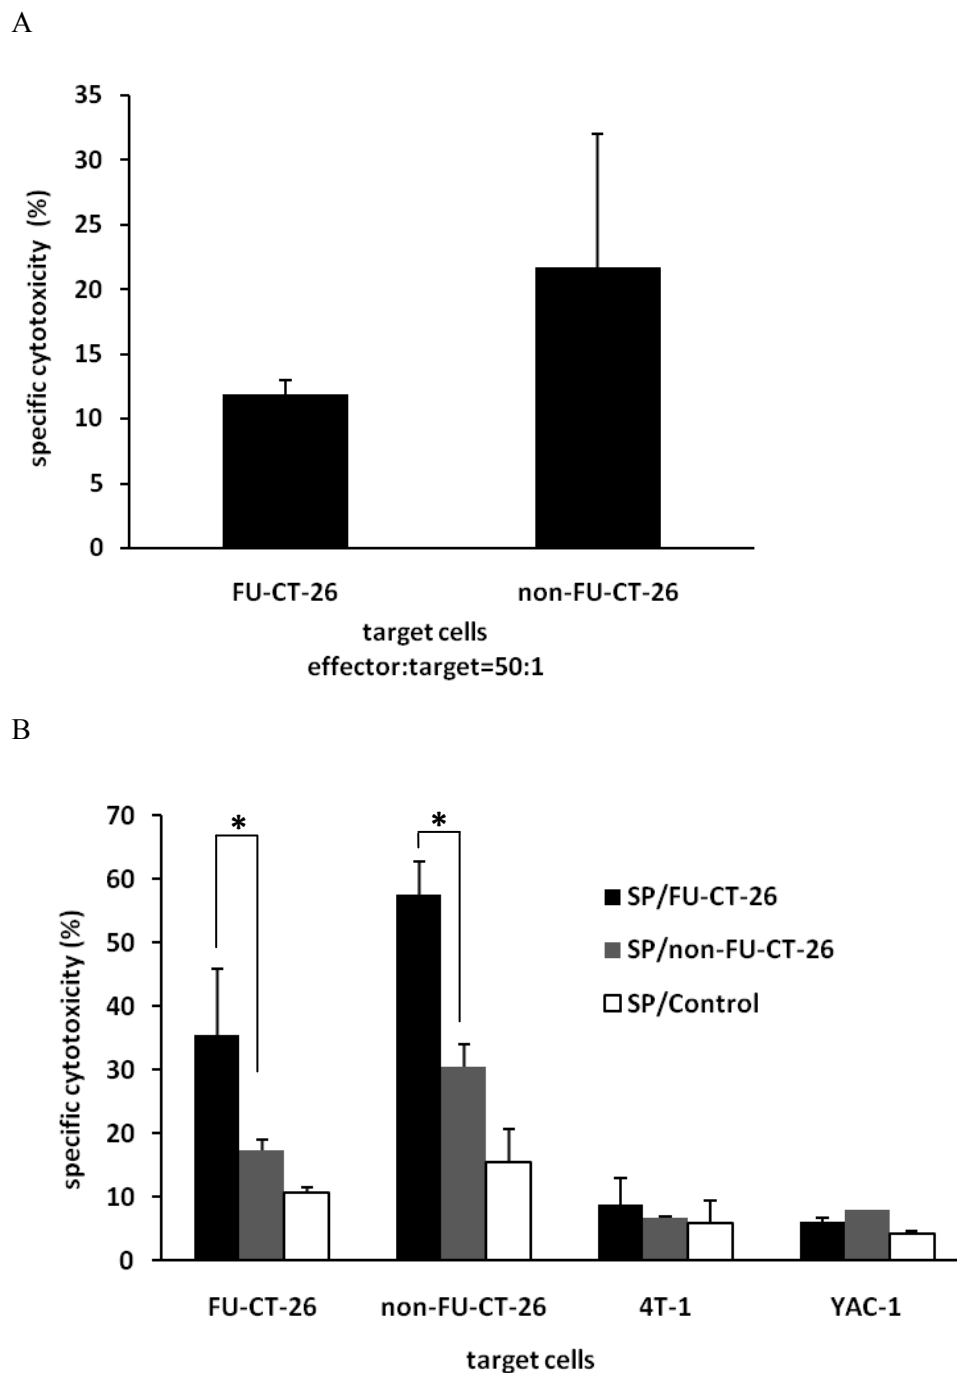 A
35
30
25
20
15
10
5
0
specific cytotoxicity (%)
FU-CT-26 non-FU-CT-26
target cells
effector:target=50:1
B
70
60
50
40
30
20
10
0
specific cytotoxicity (%)
* *
SP/FU-CT-26
SP/non-FU-CT-26
SP/Control
FU-CT-26 non-FU-CT-26 4T-1 YAC-1
target cells